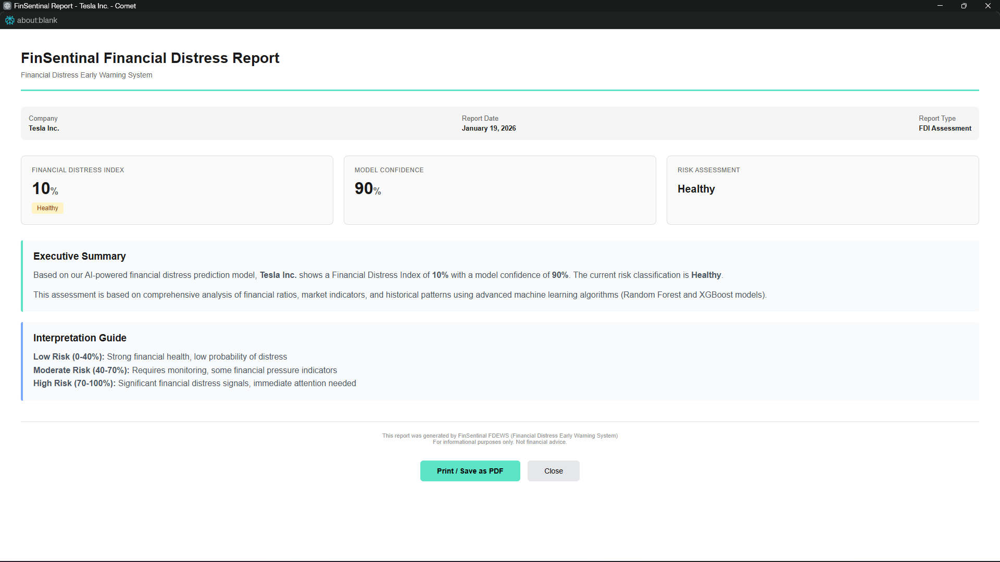 FinSentinal Report - Tesla Inc. - Comet
about:blank
FinSentinal Financial Distress Report
Financial Distress Early Warning System
Company
Tesla Inc.
Report Date
January 19, 2026
Report Type
FDI Assessment
FINANCIAL DISTRESS INDEX
10%
Healthy
MODEL CONFIDENCE
90%
RISK ASSESSMENT
Healthy
Executive Summary
Based on our AI-powered financial distress prediction model, Tesla Inc. shows a Financial Distress Index of 10% with a model confidence of 90%. The current risk classification is Healthy.
This assessment is based on comprehensive analysis of financial ratios, market indicators, and historical patterns using advanced machine learning algorithms (Random Forest and XGBoost models).
Interpretation Guide
Low Risk (0-40%): Strong financial health, low probability of distress
Moderate Risk (40-70%): Requires monitoring, some financial pressure indicators
High Risk (70-100%): Significant financial distress signals, immediate attention needed
This report was generated by FinSentinal FDEWS (Financial Distress Early Warning System)
For informational purposes only. Not financial advice.
Print / Save as PDF
Close